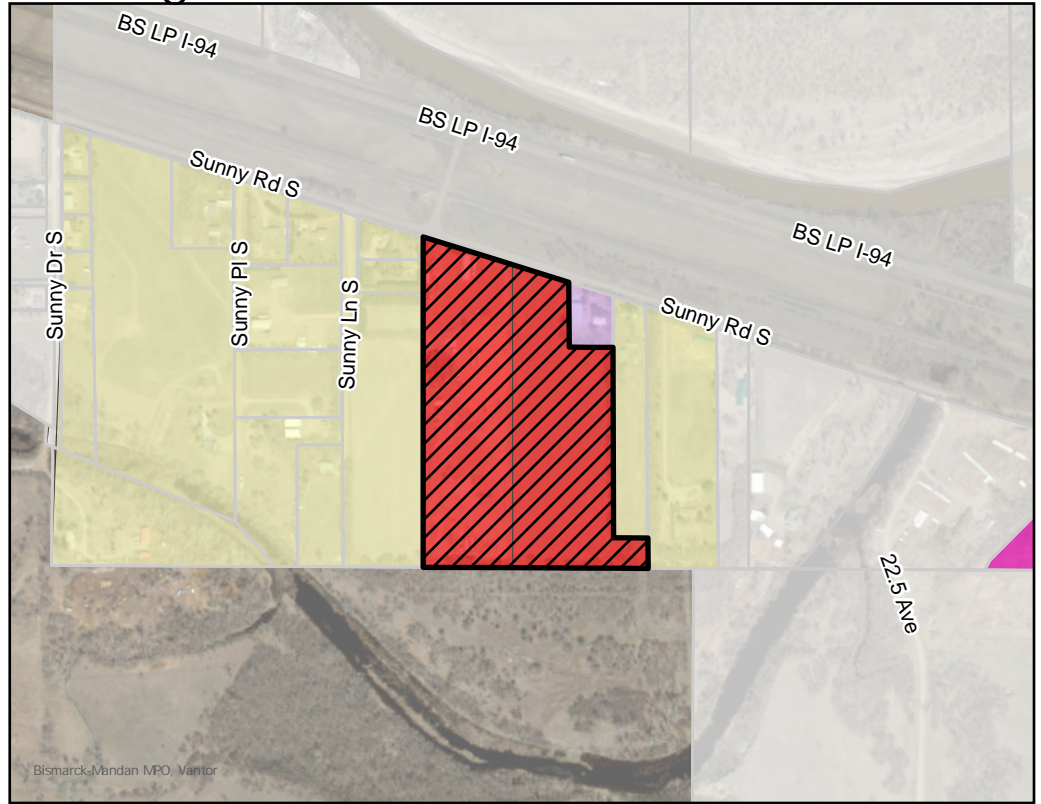 BS LP I-94
BS LP I-94
Sunny Rd S
BS LP I-94
Sunny Dr S
Sunny Pl S
Sunny Ln S
Sunny Rd S
22.5 Ave
Bismarck-Mandan MPO, Vantor